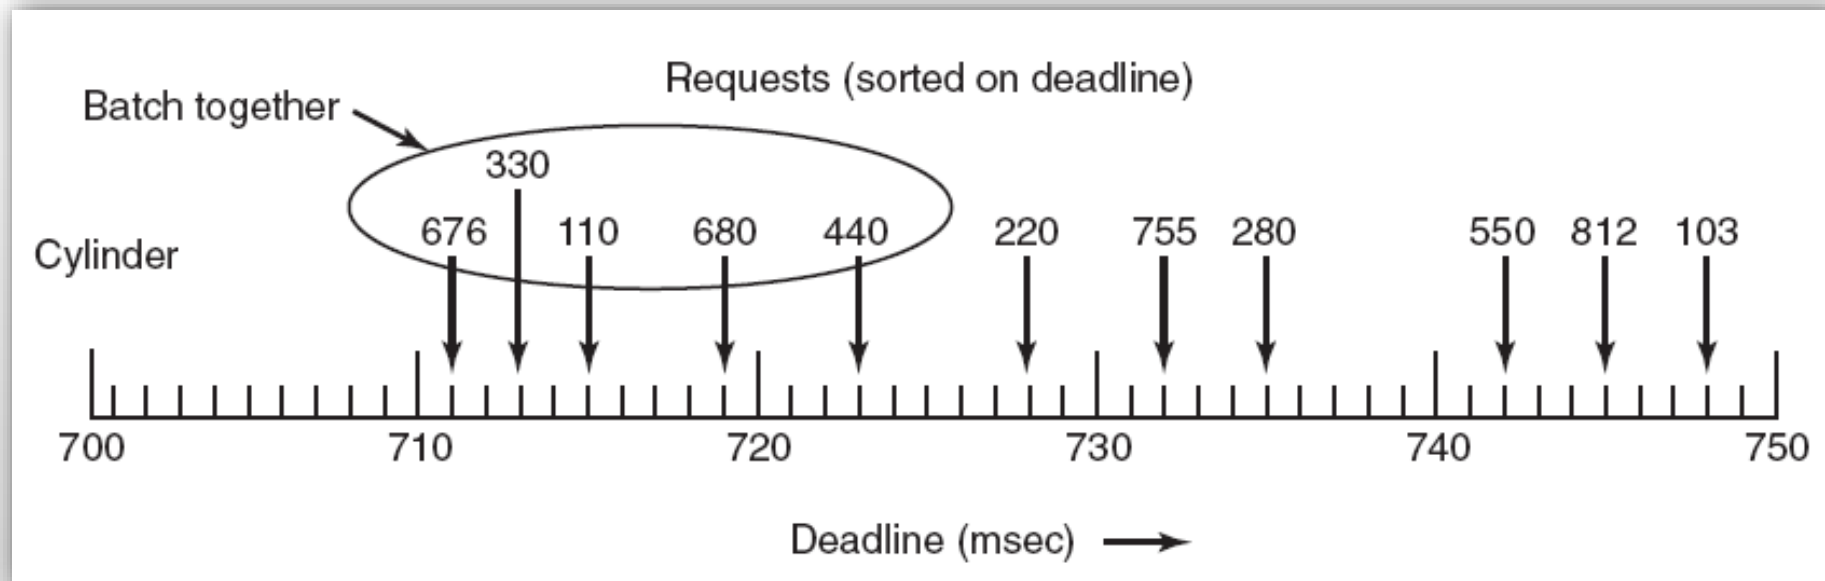 Requests (sorted on deadline)
Batch together
330
676 110 680 440 220 755 280 550 812 103
Cylinder
700 710 720 730 740 750
Deadline (msec)